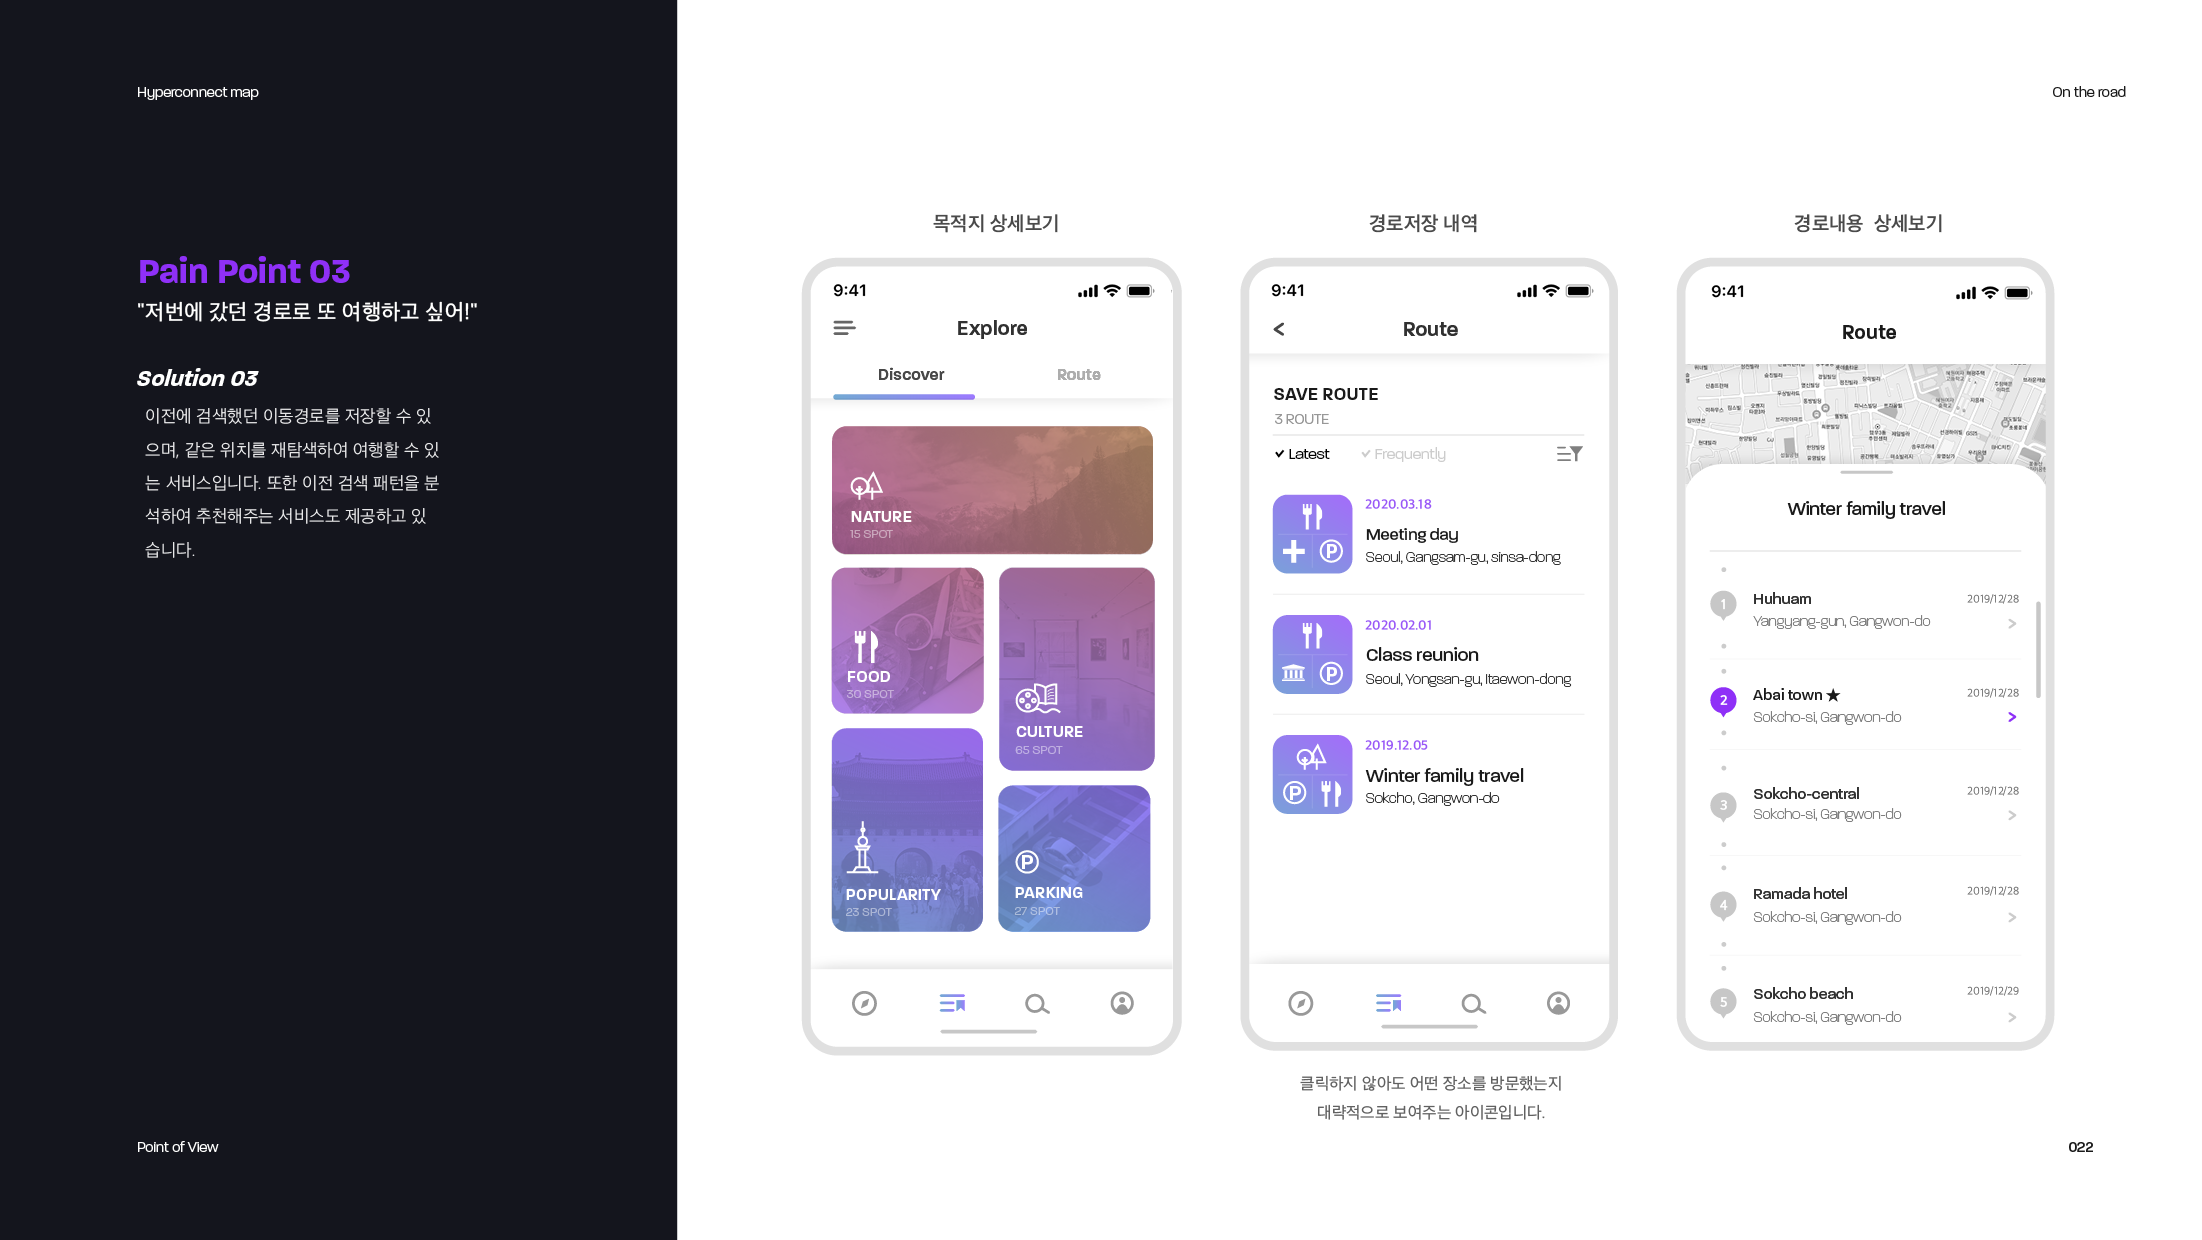 Hyperconnect map
On the road
Pain Point 03
"저번에 갔던 경로로 또 여행하고 싶어!"
Solution 03
이전에 검색했던 이동경로를 저장할 수 있
으며, 같은 위치를 재탐색하여 여행할 수 있
는 서비스입니다. 또한 이전 검색 패턴을 분
석하여 추천해주는 서비스도 제공하고 있
습니다.
Point of View
목적지 상세보기
9:41
Explore
Discover
Route
NATURE
15 SPOT
FOOD
30 SPOT
CULTURE
65 SPOT
POPULARITY
23 SPOT
P
PARKING
27 SPOT
경로저장 내역
9:41
Route
SAVE ROUTE
3 ROUTE
Latest
Frequently
2020.03.18
Meeting day
Seoul, Gangsam-gu, sinsa-dong
P
2020.02.01
Class reunion
Seoul, Yongsan-gu, Itaewon-dong
P
2019.12.05
Winter family travel
Sokcho, Gangwon-do
P
클릭하지 않아도 어떤 장소를 방문했는지
대략적으로 보여주는 아이콘입니다.
경로내용 상세보기
9:41
Route
Winter family travel
1
Huhuam
2019/12/28
Yangyang-gun, Gangwon-do
2
Abai town ★
2019/12/28
Sokcho-si, Gangwon-do
3
Sokcho-central
2019/12/28
Sokcho-si, Gangwon-do
4
Ramada hotel
2019/12/28
Sokcho-si, Gangwon-do
5
Sokcho beach
2019/12/29
Sokcho-si, Gangwon-do
022